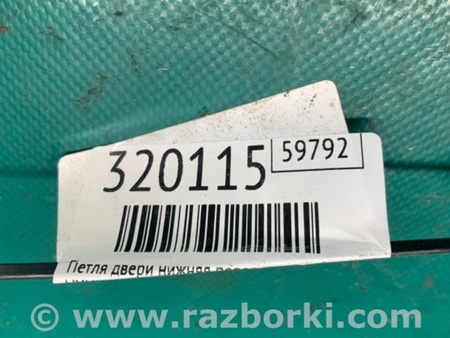 320115 59792
Петля двери нижняя
www.razborki.com